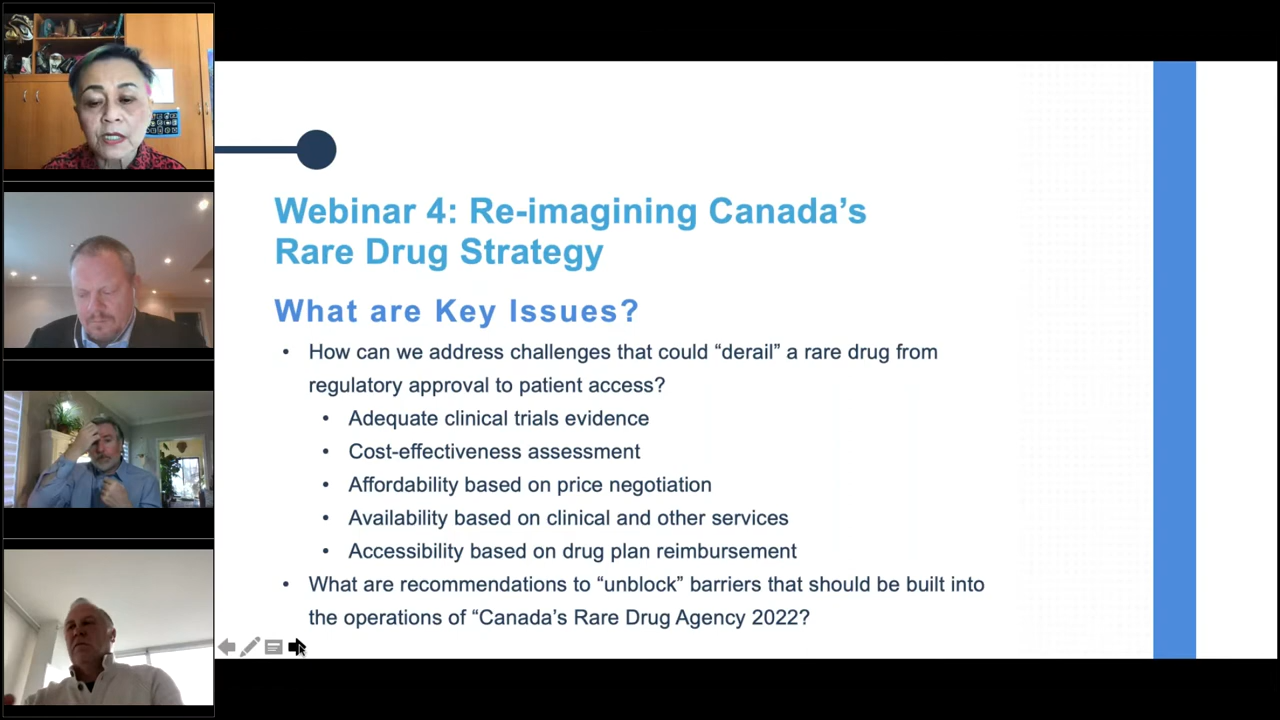 Webinar 4: Re-imagining Canada’s
Rare Drug Strategy
What are Key Issues?
• How can we address challenges that could “derail” a rare drug from
regulatory approval to patient access?
• Adequate clinical trials evidence
• Cost-effectiveness assessment
• Affordability based on price negotiation
• Availability based on clinical and other services
• Accessibility based on drug plan reimbursement
• What are recommendations to “unblock” barriers that should be built into
the operations of “Canada’s Rare Drug Agency 2022?